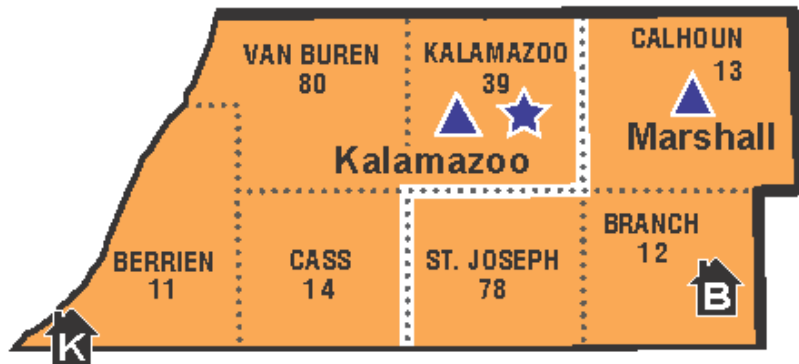 VAN BUREN
80
KALAMAZOO
39
CALHOUN
13
Kalamazoo
Marshall
BERRIEN
11
CASS
14
ST. JOSEPH
78
BRANCH
12
B
K